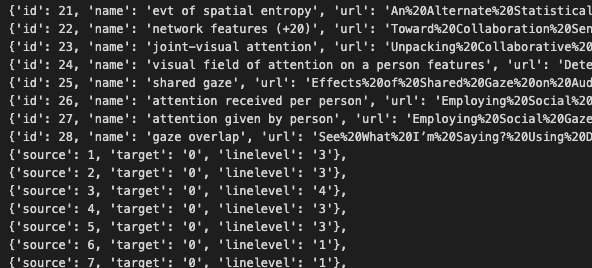 {'id': 21, 'name': 'evt of spatial entropy', 'url': 'An%20Alternate%20Statistical
{'id': 22, 'name': 'network features (+20)', 'url': 'Toward%20Collaboration%20Sen
{'id': 23, 'name': 'joint-visual attention', 'url': 'Unpacking%20Collaborative%20
{'id': 24, 'name': 'visual field of attention on a person features', 'url': 'Dete
{'id': 25, 'name': 'shared gaze', 'url': 'Effects%20of%20Shared%20Gaze%20on%20Aud
{'id': 26, 'name': 'attention received per person', 'url': 'Employing%20Social%20
{'id': 27, 'name': 'attention given by person', 'url': 'Employing%20Social%20Gaze
{'id': 28, 'name': 'gaze overlap', 'url': 'See%20What%20I’m%20Saying?%20Using%20D
{'source': 1, 'target': '0', 'linelevel': '3'},
{'source': 2, 'target': '0', 'linelevel': '3'},
{'source': 3, 'target': '0', 'linelevel': '4'},
{'source': 4, 'target': '0', 'linelevel': '3'},
{'source': 5, 'target': '0', 'linelevel': '3'},
{'source': 6, 'target': '0', 'linelevel': '1'},
{'source': 7, 'target': '0', 'linelevel': '1'},